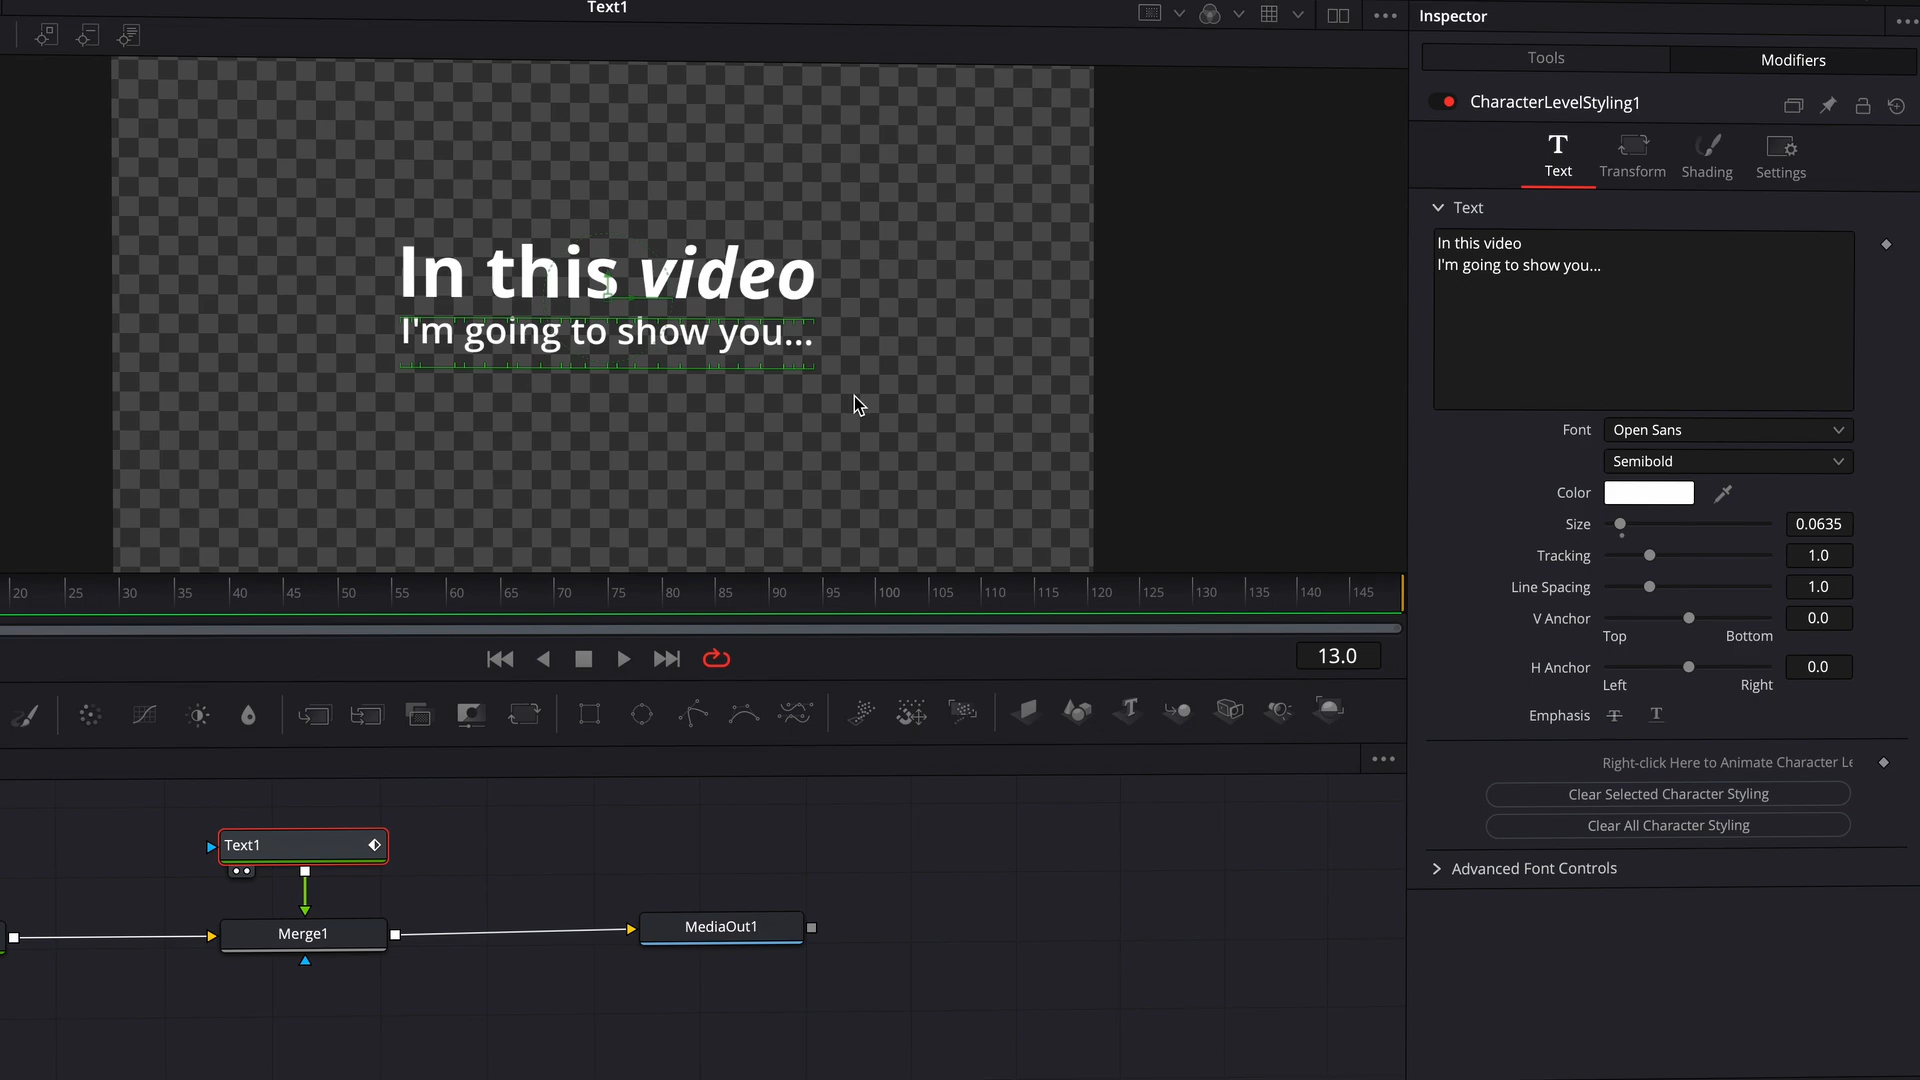 Text1
Inspector
Tools
Modifiers
CharacterLevelStyling1
Text
Transform
Shading
Settings
Text
In this video
I'm going to show you...
In this video
I'm going to show you...
Font
Open Sans
Semibold
Color
Size
0.0635
Tracking
1.0
Line Spacing
1.0
V Anchor
0.0
Top
Bottom
H Anchor
0.0
Left
Right
Emphasis
T
T
Right-click Here to Animate Character Le
Clear Selected Character Styling
Clear All Character Styling
Advanced Font Controls
20 25 30 35 40 45 50 55 60 65 70 75 80 85 90 95 100 105 110 115 120 125 130 135 140 145
13.0
Text1
Merge1
MediaOut1